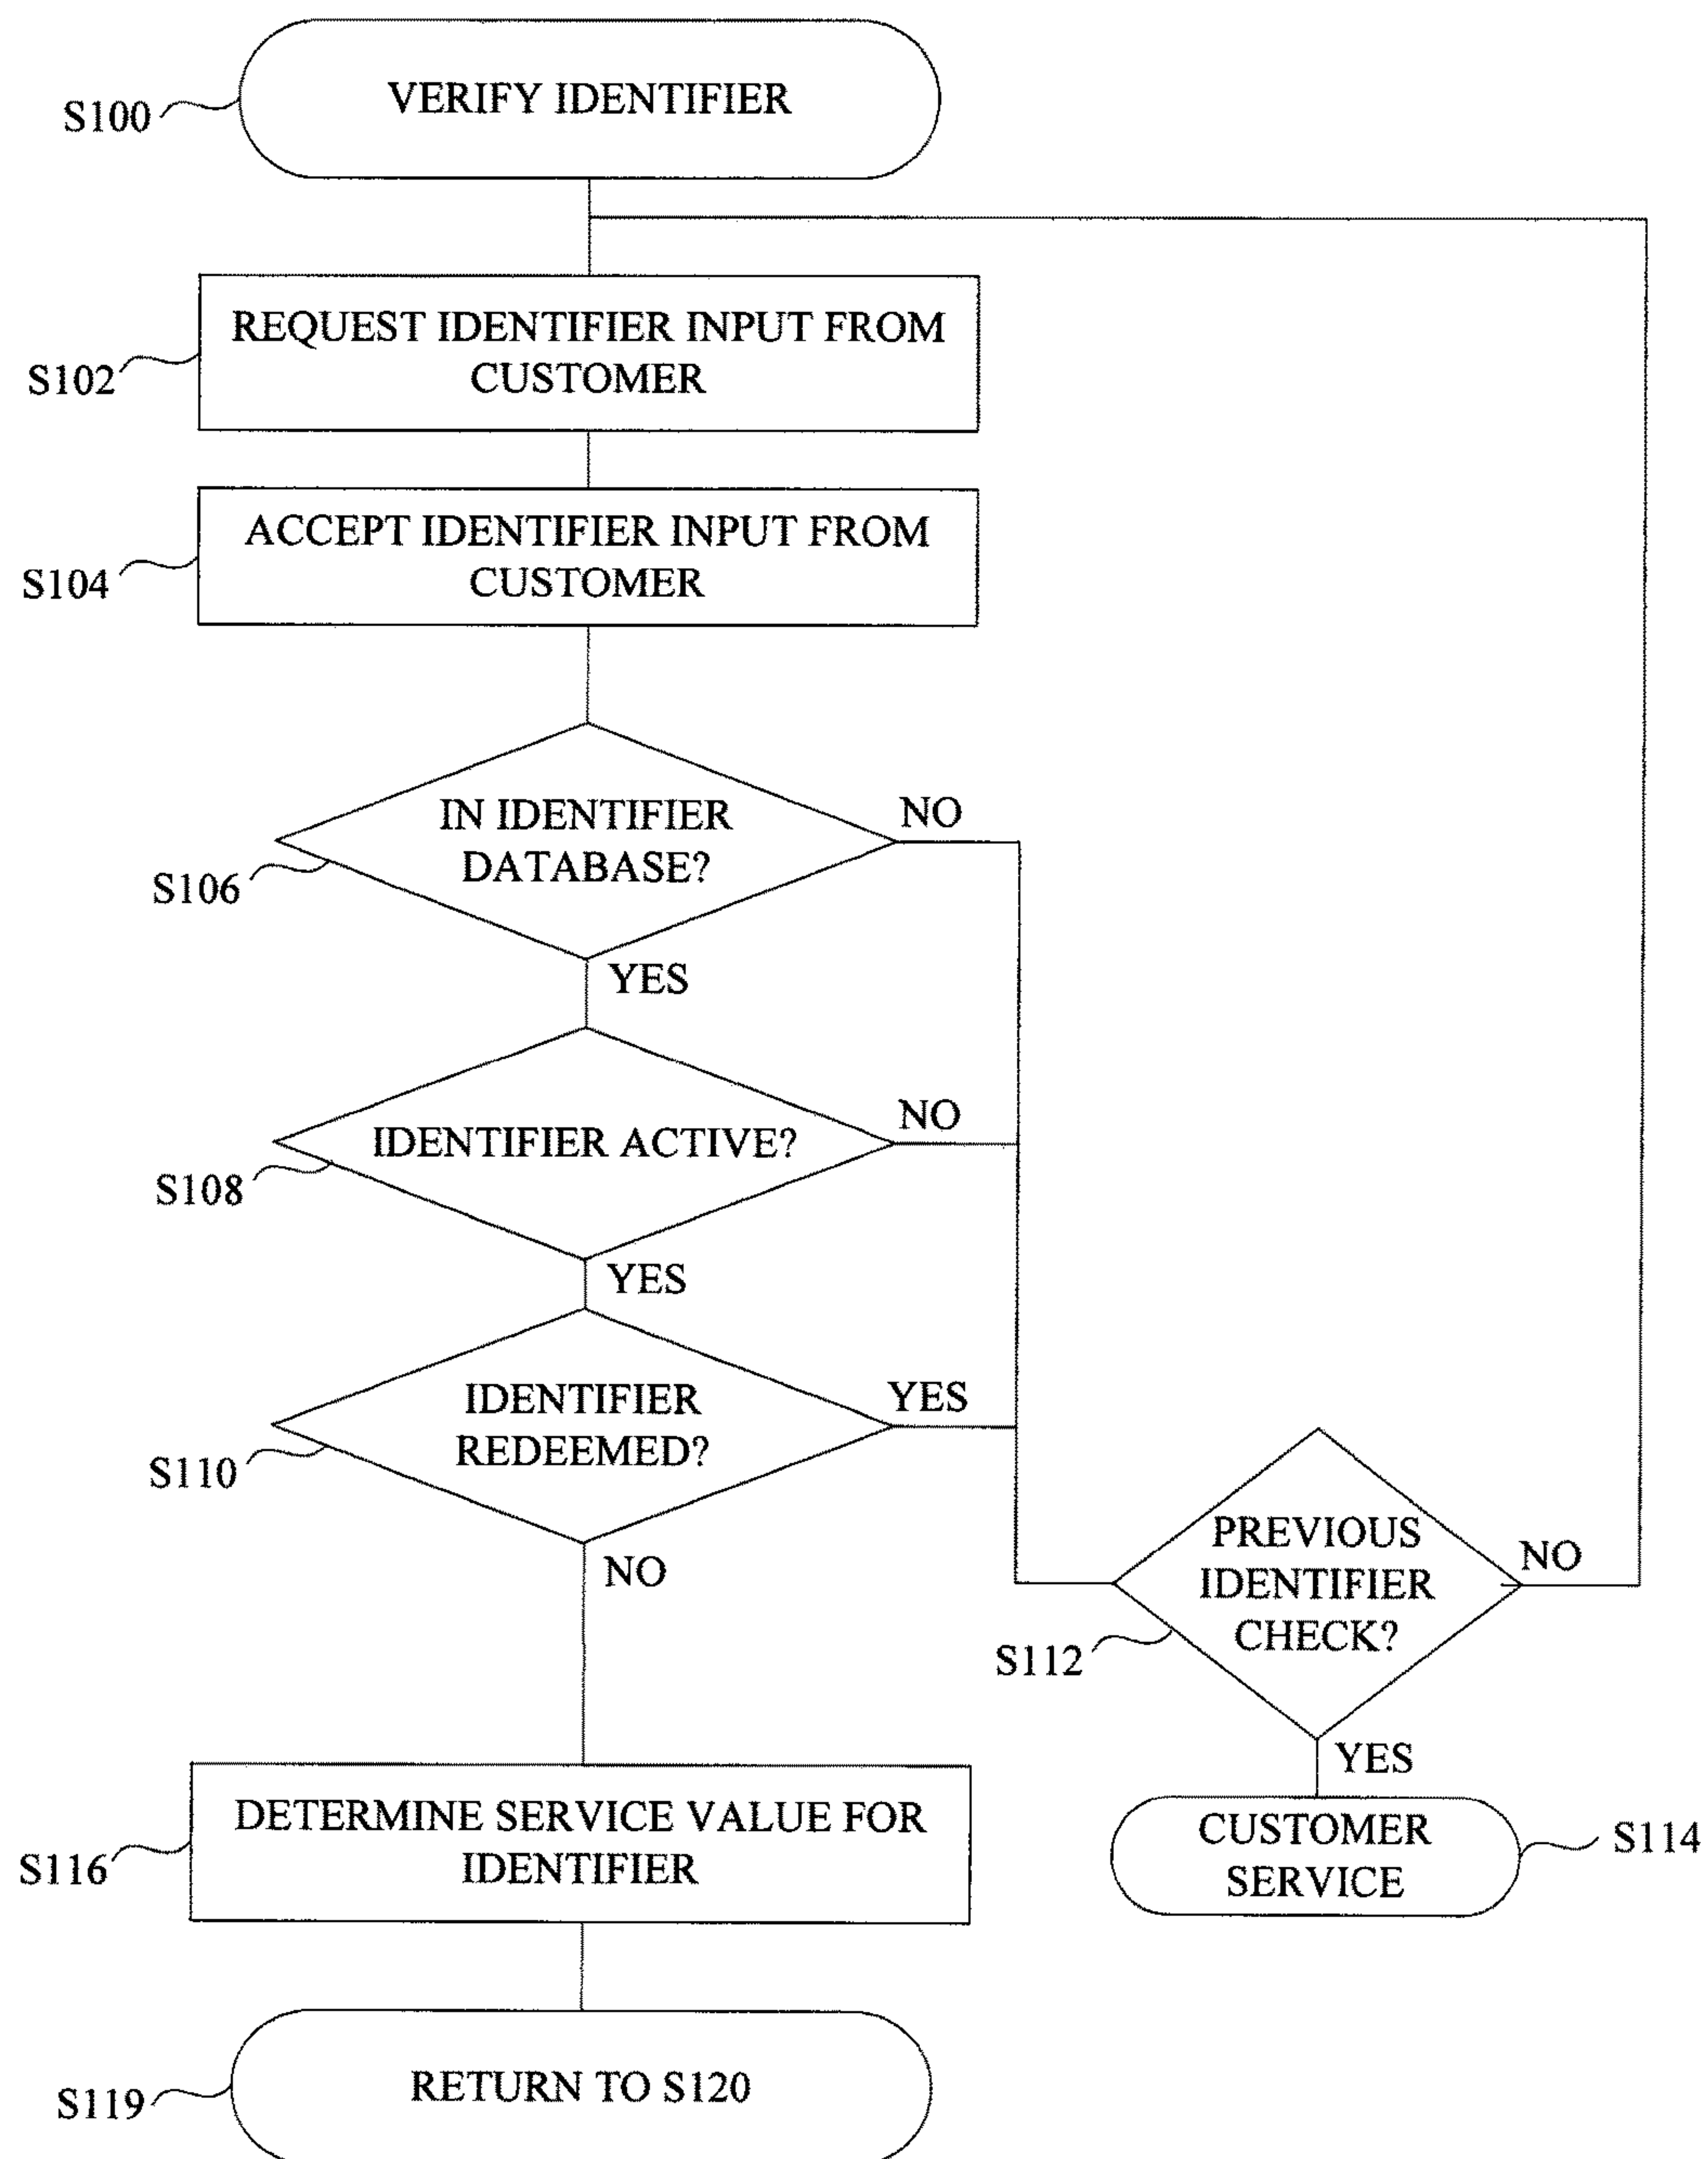 VERIFY IDENTIFIER
S100
REQUEST IDENTIFIER INPUT FROM
CUSTOMER
S102
ACCEPT IDENTIFIER INPUT FROM
CUSTOMER
S104
IN IDENTIFIER
DATABASE?
NO
S106
YES
IDENTIFIER ACTIVE?
NO
S108
YES
IDENTIFIER
REDEEMED?
YES
S110
NO
PREVIOUS
IDENTIFIER
CHECK?
NO
S112
YES
CUSTOMER
SERVICE
S114
DETERMINE SERVICE VALUE FOR
IDENTIFIER
S116
RETURN TO S120
S119